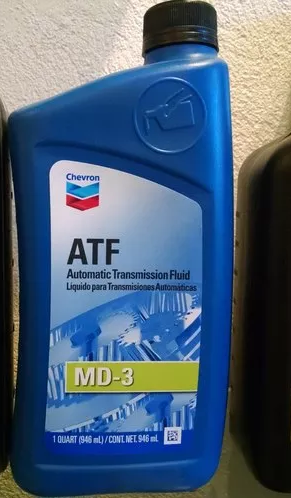 Chevron
ATF
Automatic Transmission Fluid
Líquido para Transmisiones Automáticas
MD-3
1 QUART (946 mL) / CONT. NET. 946 mL